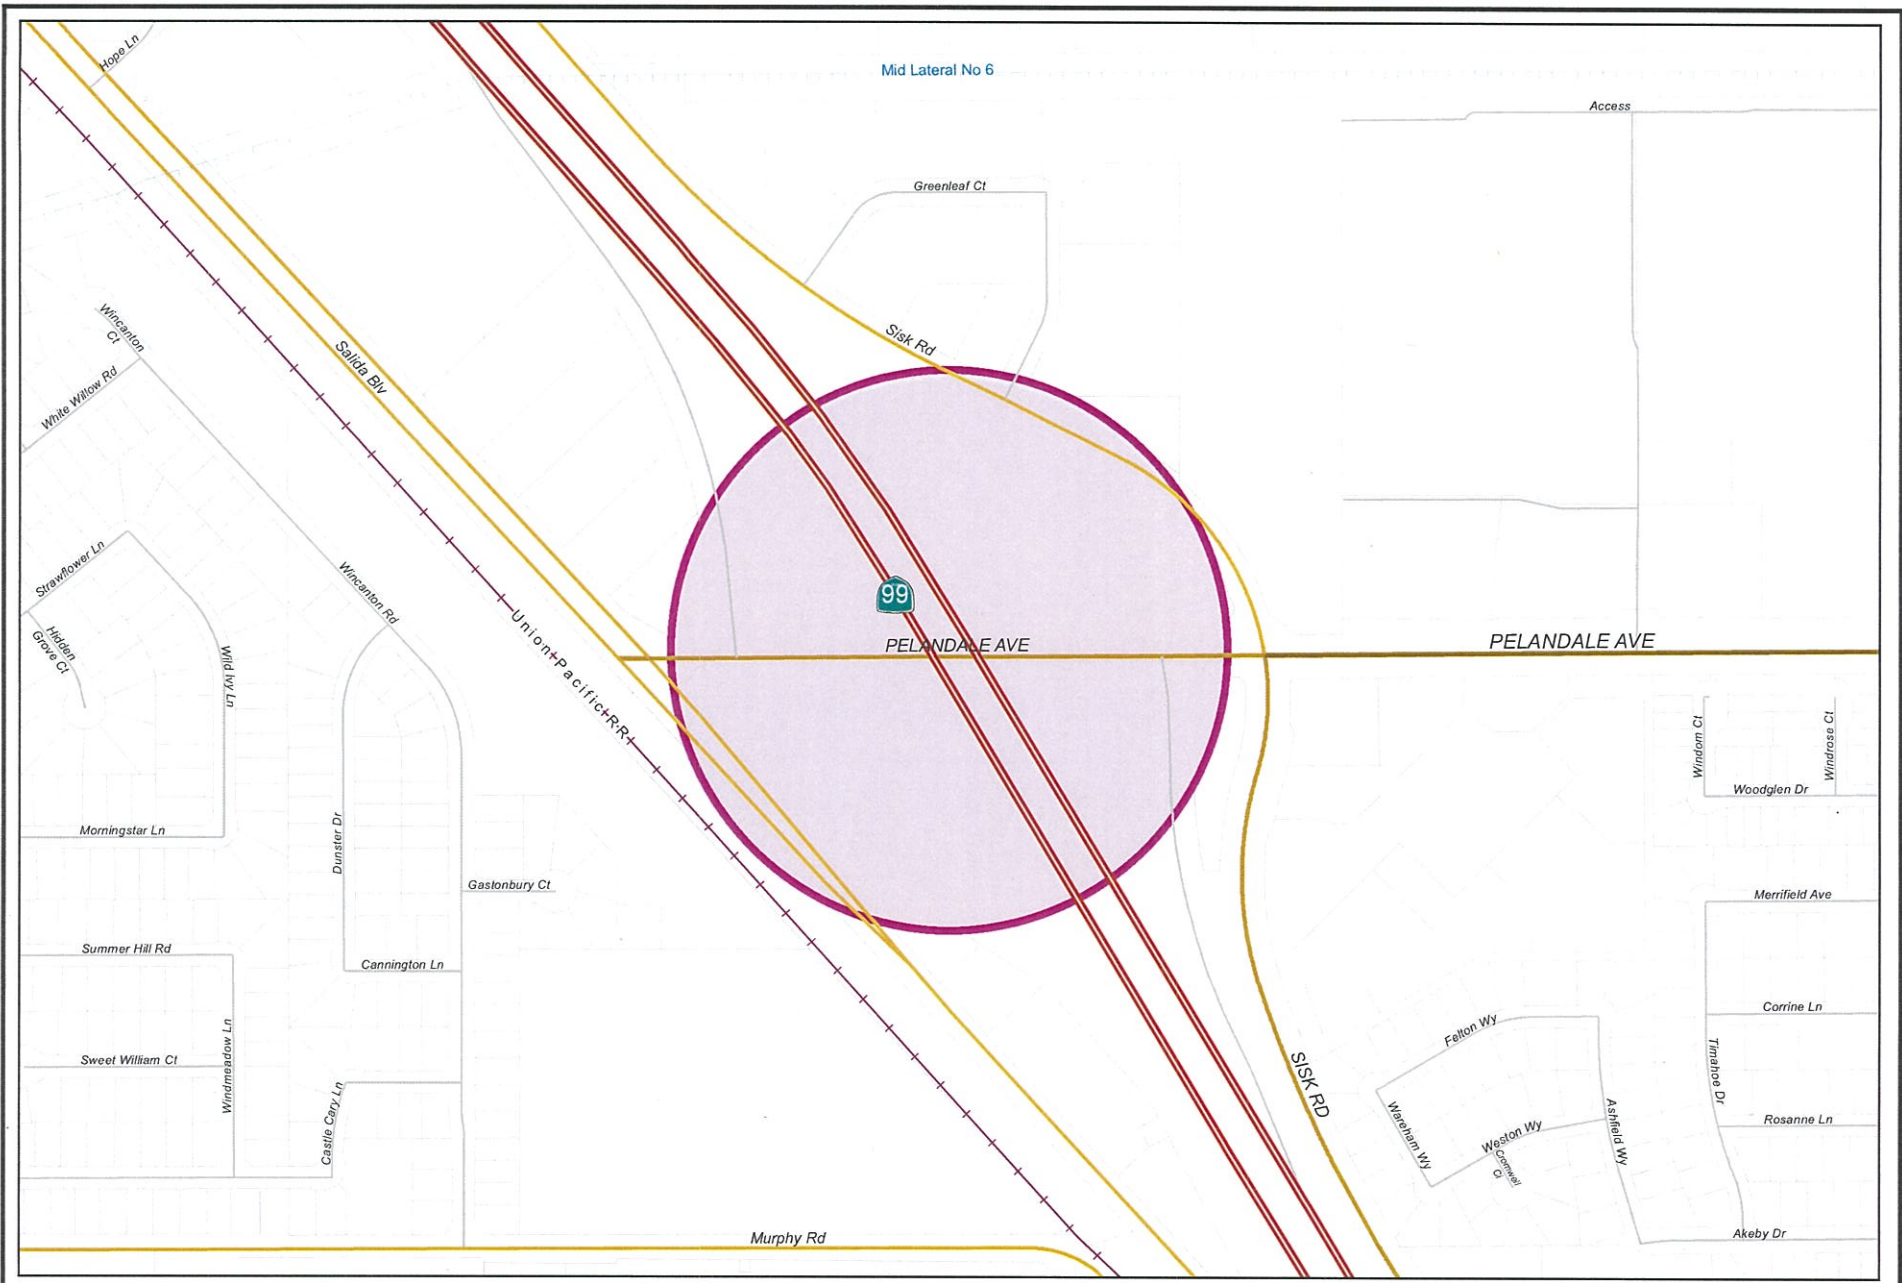 Hope Ln
Mid Lateral No 6
Access
Greenleaf Ct
Wincanton
Ct
Sisk Rd
Salida Blv
White Willow Rd
Strawflower Ln
Wincanton Rd
99
Hidden
Grove Ct
Wild Ivy Ln
Union Pacific RR
PELANDALE AVE
PELANDALE AVE
Windom Ct
Windrose Ct
Woodglen Dr
Morningstar Ln
Dunster Dr
Gastonbury Ct
Merrifield Ave
Summer Hill Rd
Cannington Ln
Corrine Ln
Felton Wy
Sweet William Ct
Windmeadow Ln
Castle Cary Ln
SISK RD
Timahoe Dr
Wareham Wy
Weston Wy
Cromwell
Ct
Ashfield Wy
Rosanne Ln
Murphy Rd
Akeby Dr